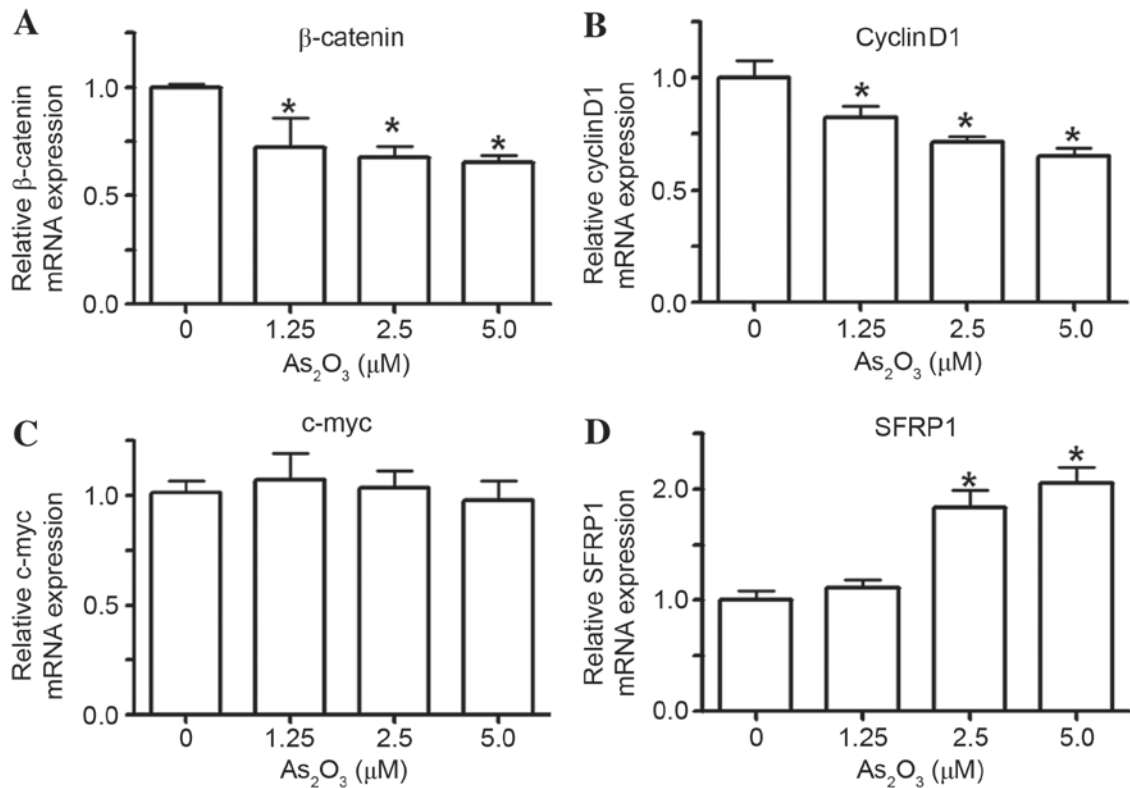 A
β-catenin
Relative β-catenin
mRNA expression
1.0
0.5
0.0
*
*
*
0 1.25 2.5 5.0
As₂O₃ (μM)
B
CyclinD1
Relative cyclinD1
mRNA expression
1.0
0.5
0.0
*
*
*
0 1.25 2.5 5.0
As₂O₃ (μM)
C
c-myc
Relative c-myc
mRNA expression
1.0
0.5
0.0
0 1.25 2.5 5.0
As₂O₃ (μM)
D
SFRP1
Relative SFRP1
mRNA expression
2.0
1.0
0.0
*
*
0 1.25 2.5 5.0
As₂O₃ (μM)